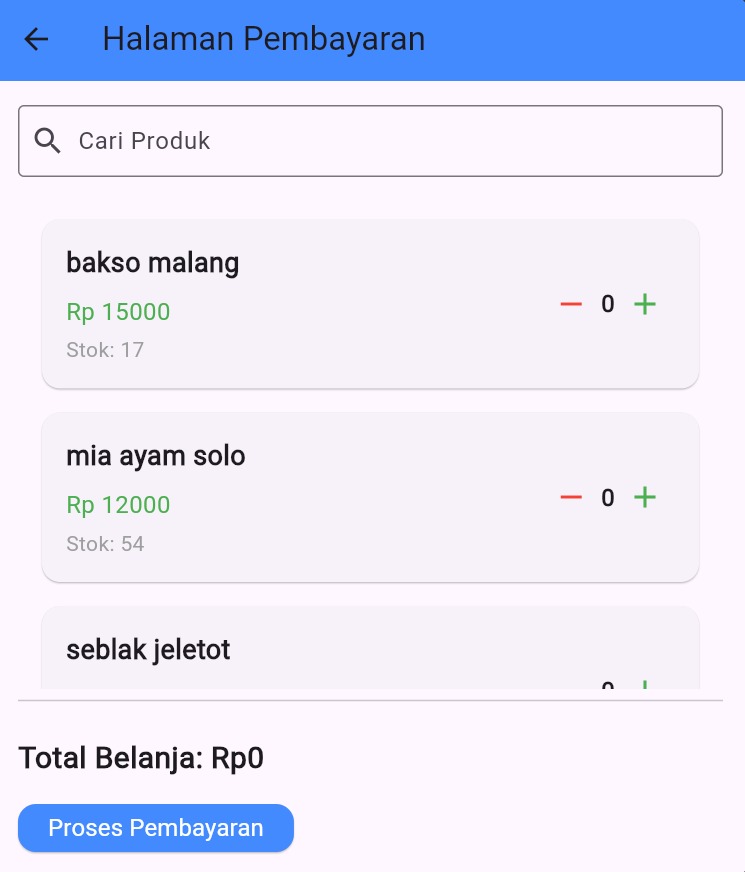 Halaman Pembayaran
Cari Produk
bakso malang
Rp 15000
0
Stok: 17
mia ayam solo
Rp 12000
0
Stok: 54
seblak jeletot
0
Total Belanja: Rp0
Proses Pembayaran